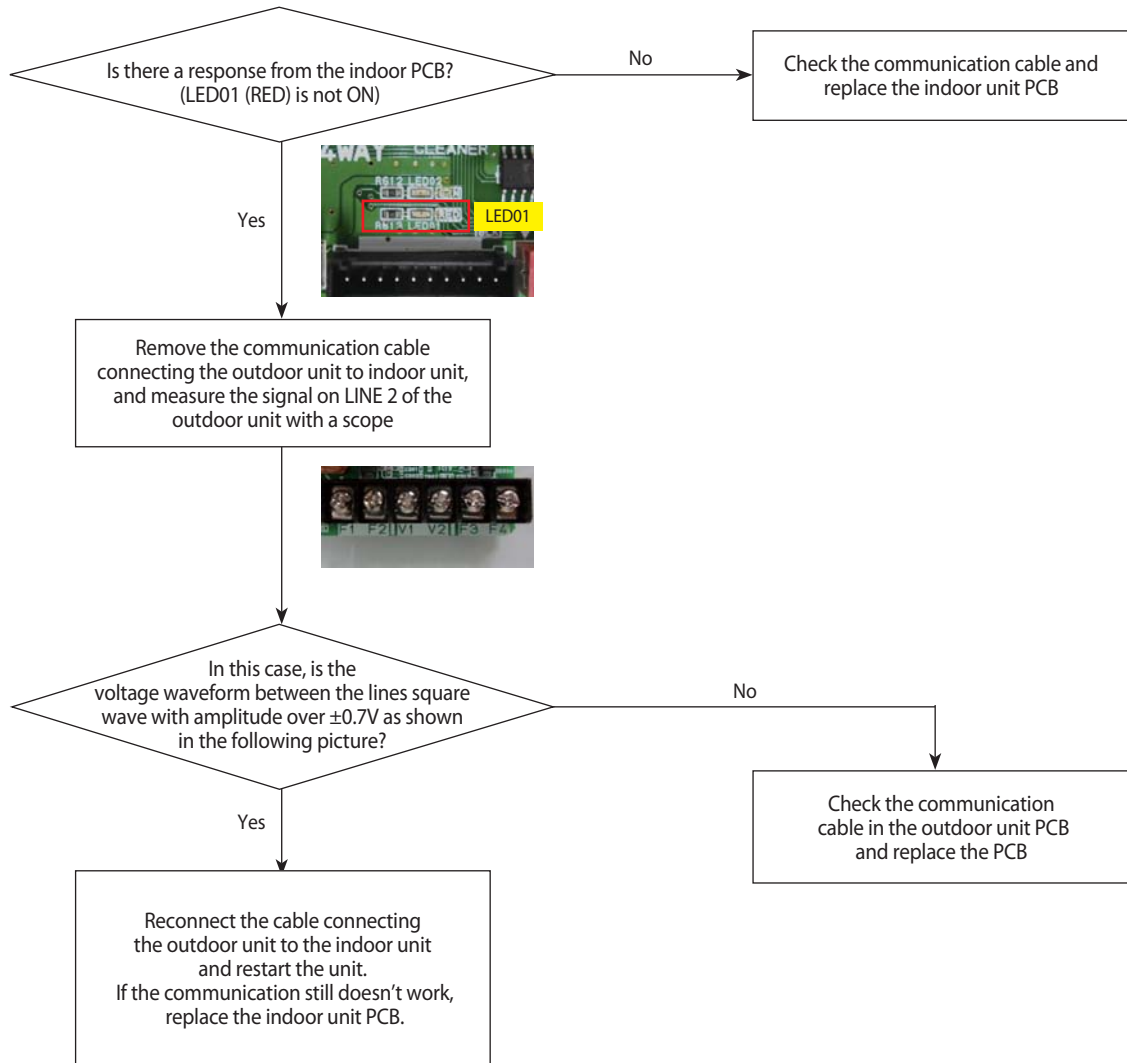 Is there a response from the indoor PCB?
(LED01 (RED) is not ON)
No
Check the communication cable and
replace the indoor unit PCB
Yes
4WAY CLEANER
R612 LED02
RED
LED01
Remove the communication cable
connecting the outdoor unit to indoor unit,
and measure the signal on LINE 2 of the
outdoor unit with a scope
F1 F2 V1 V2 F3 F4
In this case, is the
voltage waveform between the lines square
wave with amplitude over ±0.7V as shown
in the following picture?
No
Check the communication
cable in the outdoor unit PCB
and replace the PCB
Yes
Reconnect the cable connecting
the outdoor unit to the indoor unit
and restart the unit.
If the communication still doesn’t work,
replace the indoor unit PCB.